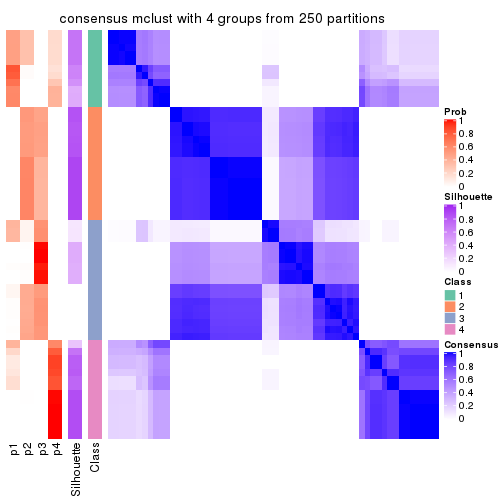 consensus mclust with 4 groups from 250 partitions
Prob
1
0.8
0.6
0.4
0.2
0
Silhouette
1
0.8
0.6
0.4
0.2
0
Class
1
2
3
4
Consensus
1
0.8
0.6
0.4
0.2
0
p1
p2
p3
p4
Silhouette
Class